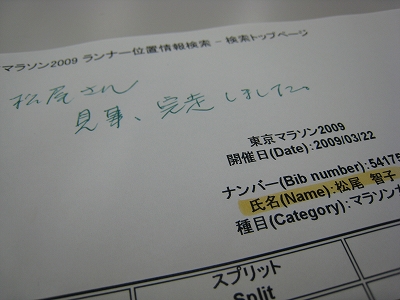 マラソン2009 ランナー位置情報検索 - 検索トップページ
松尾さん
見事、完走しました。
東京マラソン2009
開催日(Date):2009/03/22
ナンバー(Bib number):54175
氏名(Name):松尾 智子
種目(Category):マラソン
スプリット
Split